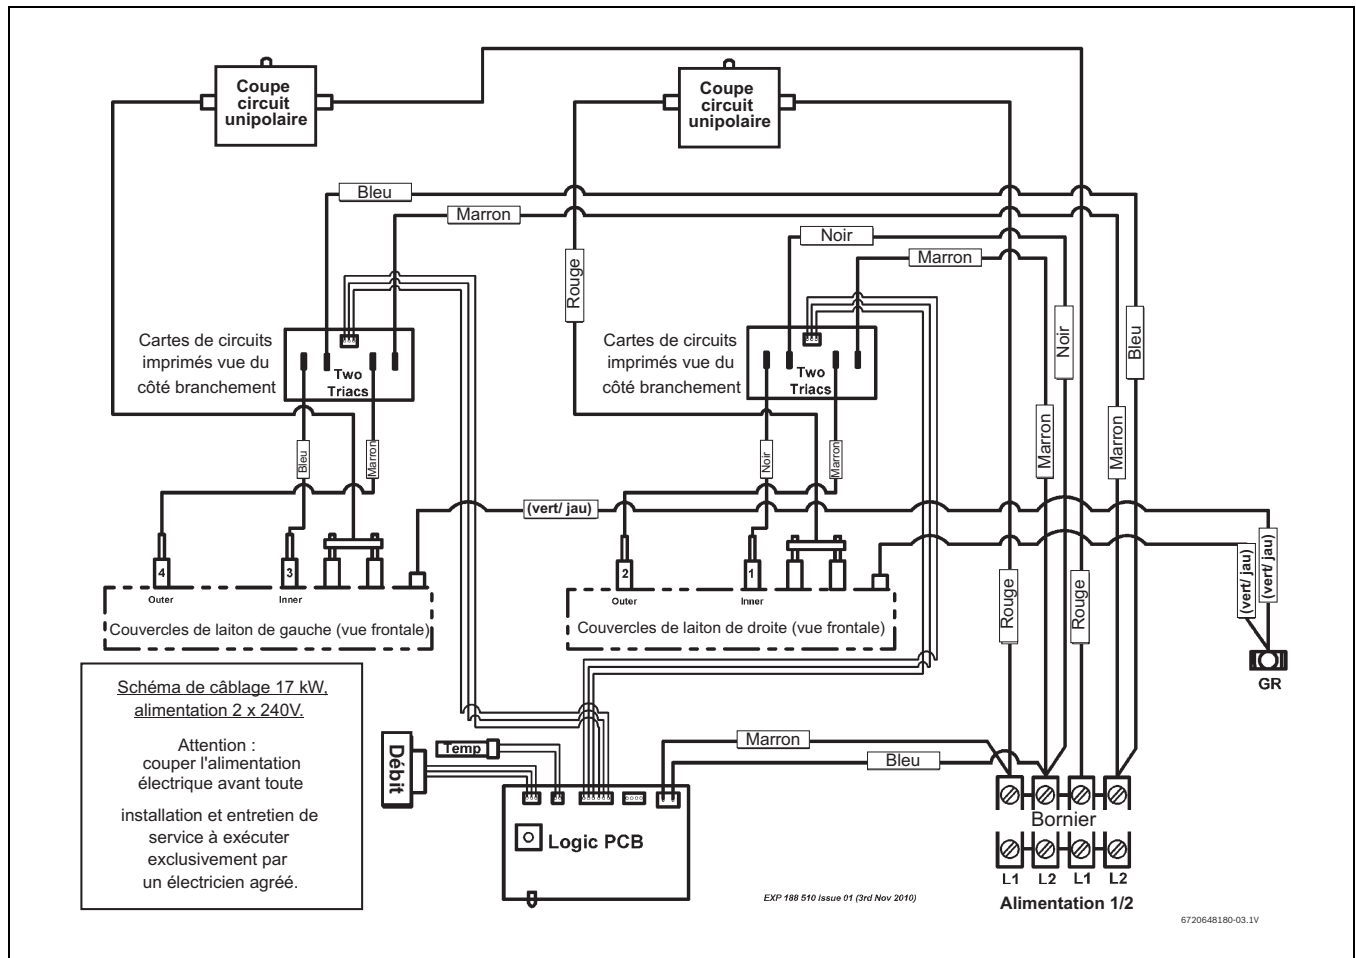 Coupe
circuit
unipolaire
Coupe
circuit
unipolaire
Bleu
Marron
Noir
Marron
Rouge
Noir
Bleu
Cartes de circuits
imprimés vue du
côté branchement
Two
Triacs
Cartes de circuits
imprimés vue du
côté branchement
Two
Triacs
Marron
Marron
Bleu
Marron
Noir
Marron
(vert/ jau)
(vert/ jau)
(vert/ jau)
4
3
2
1
Outer
Inner
Outer
Inner
Rouge
Rouge
Couvercles de laiton de gauche (vue frontale)
Couvercles de laiton de droite (vue frontale)
GR
Schéma de câblage 17 kW,
alimentation 2 x 240V.
Attention :
couper l'alimentation
électrique avant toute
installation et entretien de
service à exécuter
exclusivement par
un électricien agréé.
Débit
Temp
Marron
Bleu
Logic PCB
Bornier
L1 L2 L1 L2
Alimentation 1/2
EXP 188 510 Issue 01 (3rd Nov 2010)
6720648180-03.1V